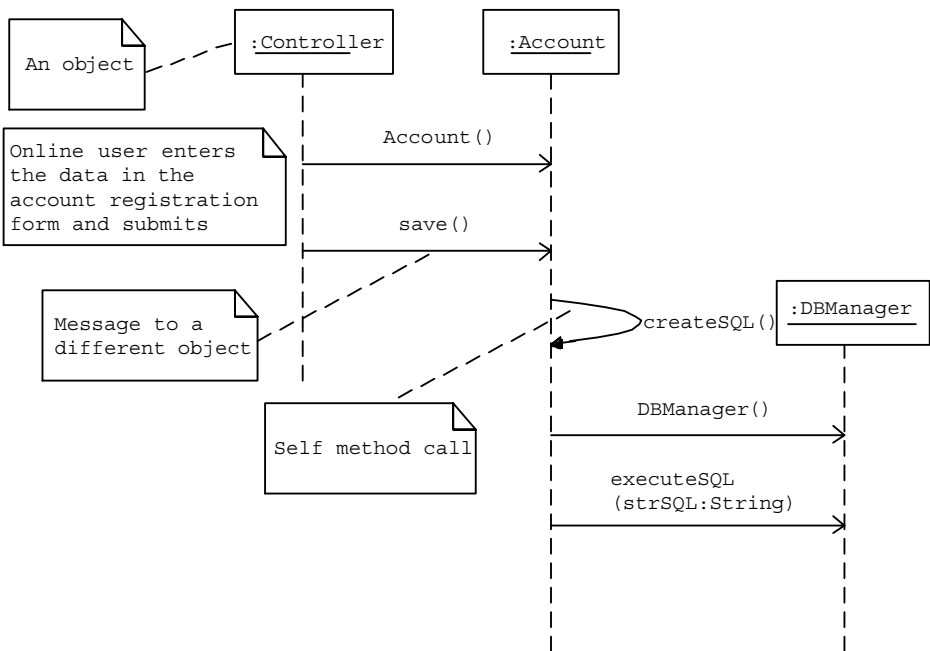 An object
:Controller
:Account
Account()
Online user enters
the data in the
account registration
form and submits
save()
Message to a
different object
createSQL()
:DBManager
Self method call
DBManager()
executeSQL
(strSQL:String)